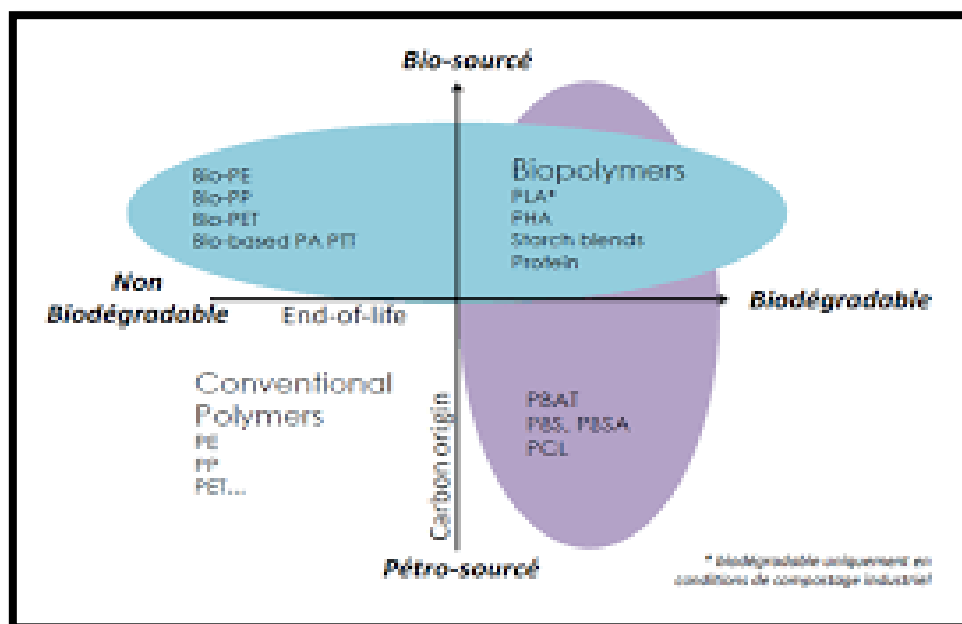 Bio-sourcé
Bio-PE
Bio-PP
Bio-PET
Bio-based PA PTT
Biopolymers
PLA*
PHA
Starch blends
Protein
Non
Biodégradable
End-of-life
Biodégradable
Conventional
Polymers
PE
PP
PET...
Carbon origin
PBAT
PBS, PBSA
PCL
Pétro-sourcé
* biodégradable uniquement en
conditions de compostage industriel